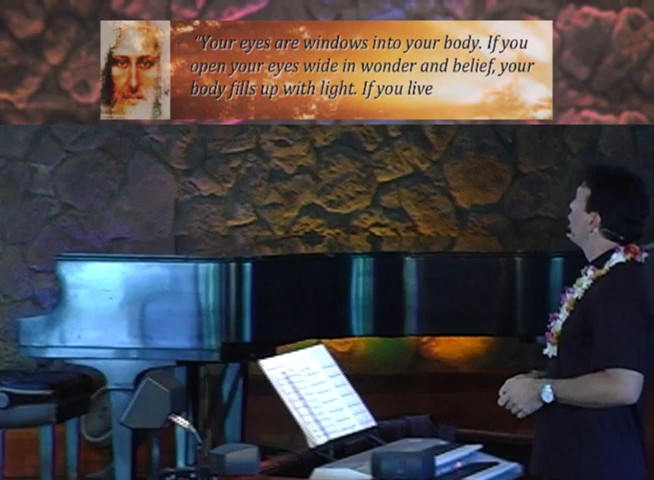 "Your eyes are windows into your body. If you
open your eyes wide in wonder and belief, your
body fills up with light. If you live